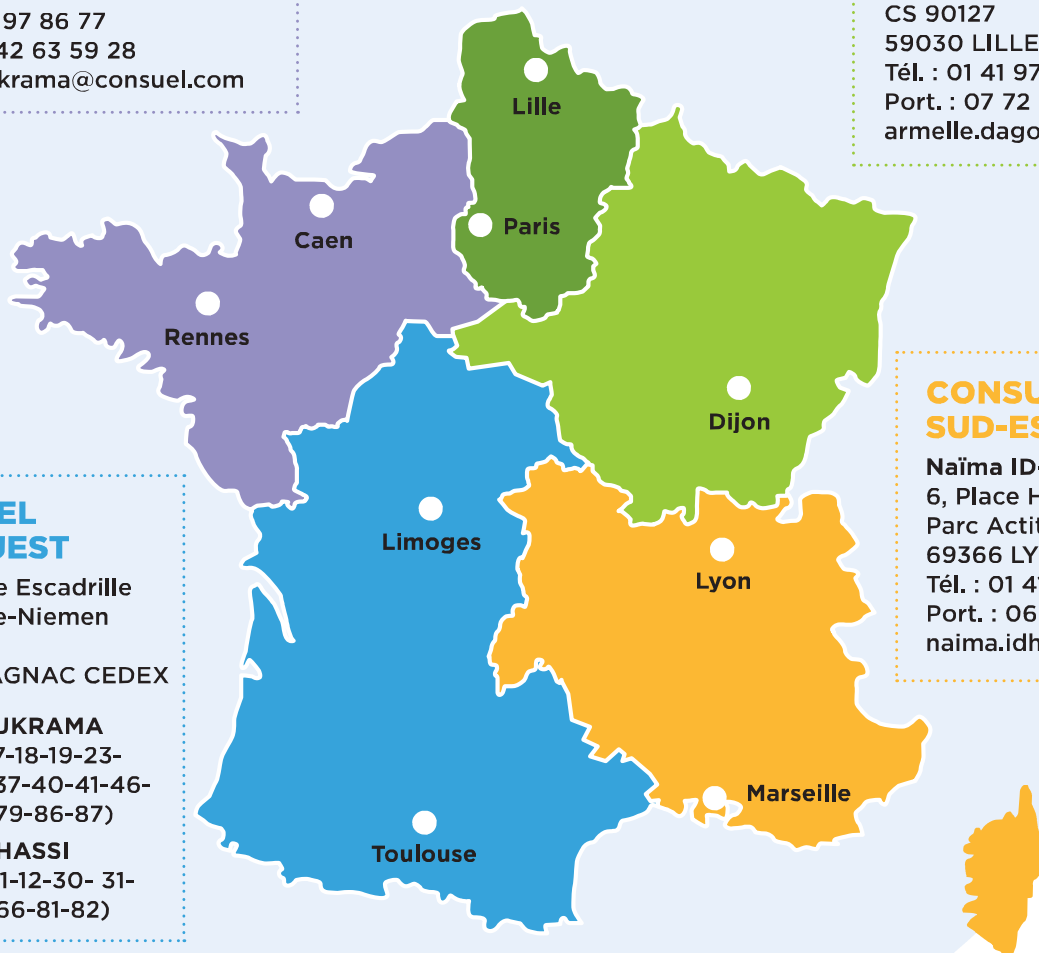 97 86 77
42 63 59 28
krama@consuel.com
CS 90127
59030 LILLE
Tél. : 01 41 97
Port. : 07 72
armelle.dago
Lille
Paris
Caen
Rennes
Dijon
Limoges
Lyon
Marseille
Toulouse
CONSU
SUD-ES
Naïma ID-
6, Place H
Parc Actit
69366 LY
Tél. : 01 41
Port. : 06
naima.idh
EL
UEST
e Escadrille
e-Niemen
AGNAC CEDEX
UKRAMA
7-18-19-23-
37-40-41-46-
79-86-87)
HASSI
1-12-30- 31-
66-81-82)